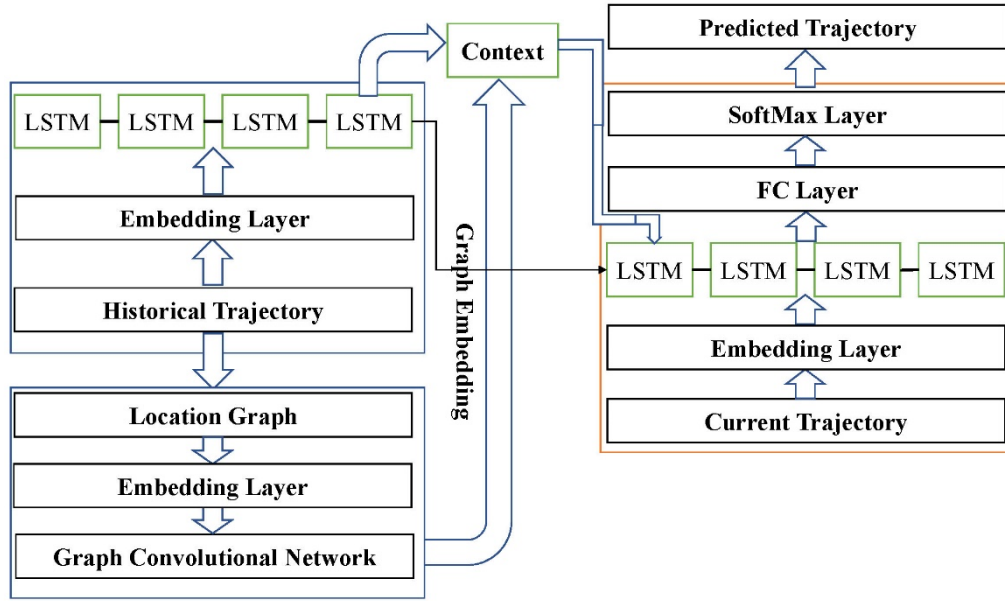 Context
LSTM LSTM LSTM LSTM
Embedding Layer
Historical Trajectory
Location Graph
Embedding Layer
Graph Convolutional Network
Graph Embedding
Predicted Trajectory
SoftMax Layer
FC Layer
LSTM LSTM LSTM LSTM
Embedding Layer
Current Trajectory